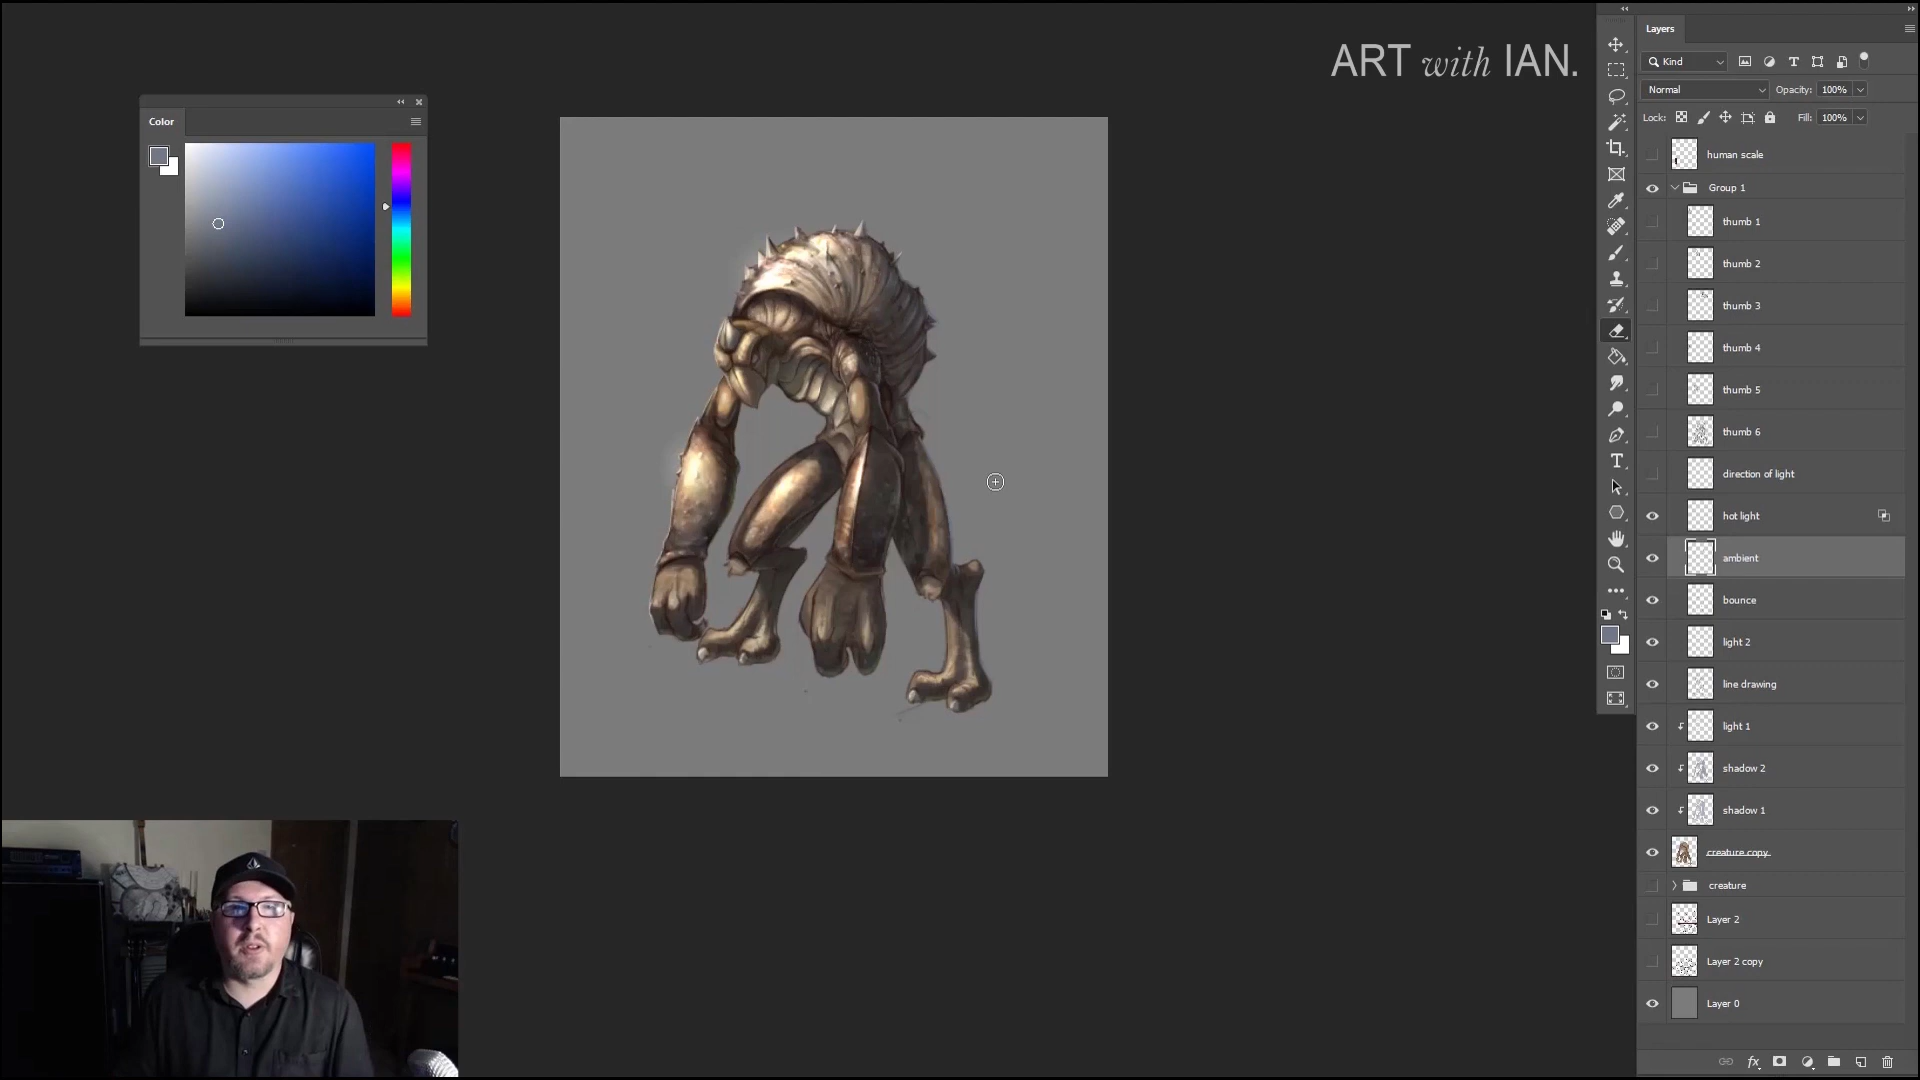 ART with IAN.
Color
Layers
Kind
Normal
Opacity: 100%
Lock:
Fill: 100%
human scale
Group 1
thumb 1
thumb 2
thumb 3
thumb 4
thumb 5
thumb 6
direction of light
hot light
ambient
bounce
light 2
line drawing
light 1
shadow 2
shadow 1
creature copy
creature
Layer 2
Layer 2 copy
Layer 0
fx